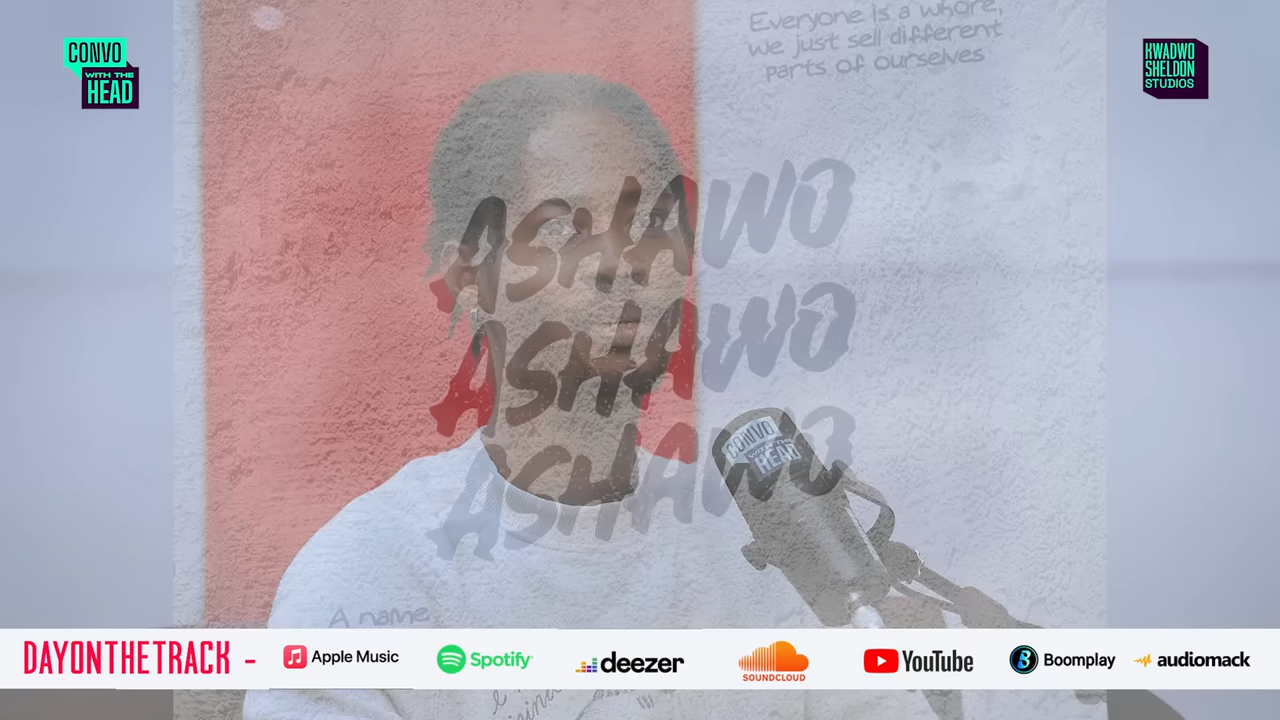 CONVO
WITH THE
HEAD
KWADWO
SHELDON
STUDIOS
Everyone is a whore,
we just sell different
parts of ourselves
ASHAWO
ASHAWO
ASHAWO
CONVO
WITH THE
HEAD
A name
DAYONTHETRACK - Apple Music Spotify deezer SOUNDCLOUD YouTube Boomplay audiomack